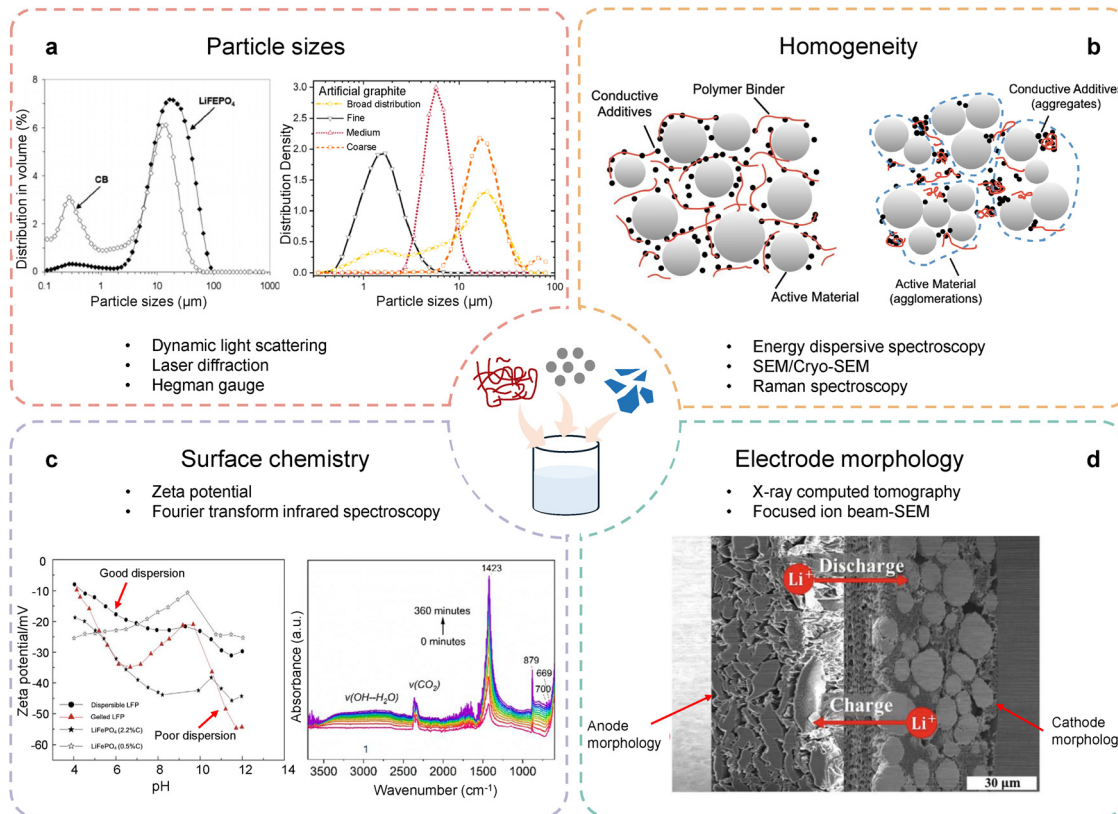 a
Particle sizes
8
6
4
2
0
Distribution in volume (%)
LiFEPO4
CB
0.1
1
10
100
1000
Particle sizes (µm)
3.0
2.5
2.0
1.5
1.0
0.5
0.0
Distribution Density
Artificial graphite
Broad distribution
Fine
Medium
Coarse
1
10
100
Particle sizes (µm)
• Dynamic light scattering
• Laser diffraction
• Hegman gauge
Homogeneity
b
Conductive
Additives
Polymer Binder
Active Material
Conductive Additives
(aggregates)
Active Material
(agglomerations)
• Energy dispersive spectroscopy
• SEM/Cryo-SEM
• Raman spectroscopy
c
Surface chemistry
• Zeta potential
• Fourier transform infrared spectroscopy
0
-10
-20
-30
-40
-50
-60
Zeta potential/mV
Good dispersion
Dispersible LFP
Gelled LFP
LiFePO4 (2.2%C)
LiFePO4 (0.5%C)
Poor dispersion
4
6
8
10
12
14
pH
Absorbance (a.u.)
1423
360 minutes
0 minutes
879
669
700
ν(OH--H2O)
ν(CO2)
1
3500
3000
2500
2000
1500
1000
Wavenumber (cm-1)
Electrode morphology
d
• X-ray computed tomography
• Focused ion beam-SEM
Li+
Discharge
Charge
Li+
Anode
morphology
Cathode
morpholog
30 µm